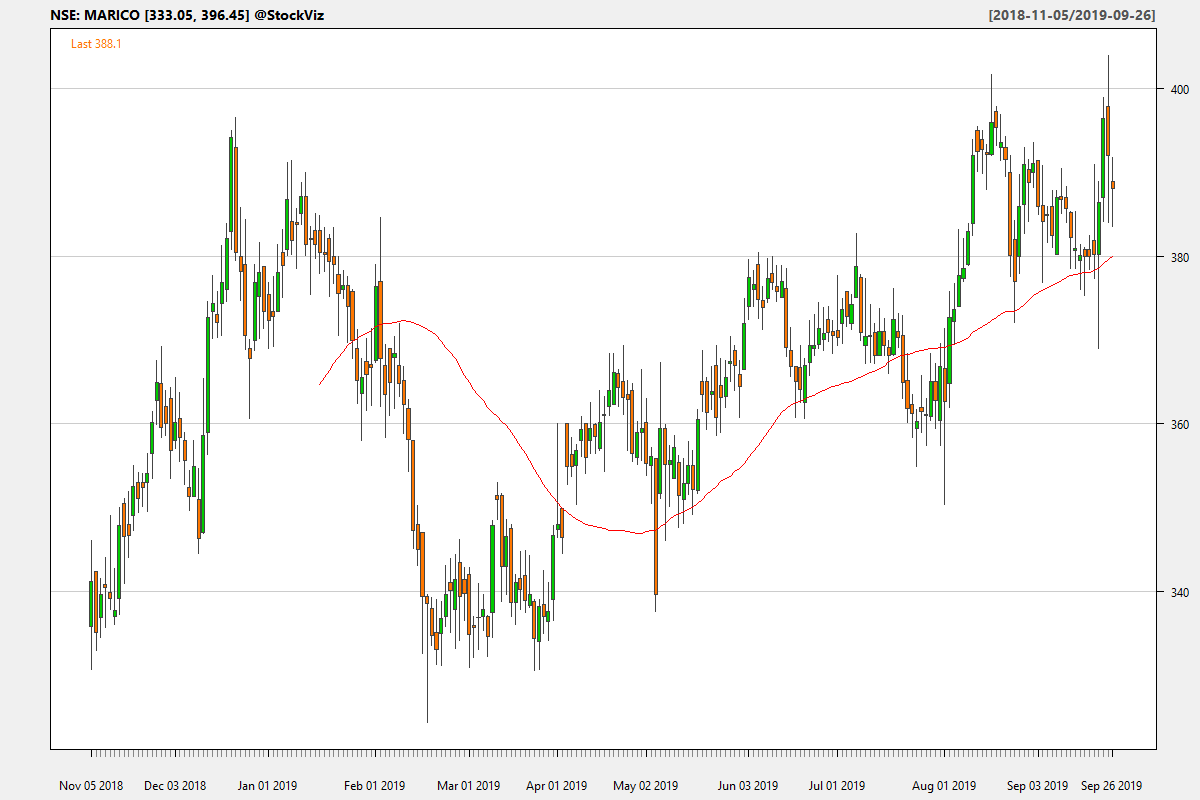 NSE: MARICO [333.05, 396.45] @StockViz
[2018-11-05/2019-09-26]
Last 388.1
400
380
360
340
Nov 05 2018 Dec 03 2018 Jan 01 2019 Feb 01 2019 Mar 01 2019 Apr 01 2019 May 02 2019 Jun 03 2019 Jul 01 2019 Aug 01 2019 Sep 03 2019 Sep 26 2019